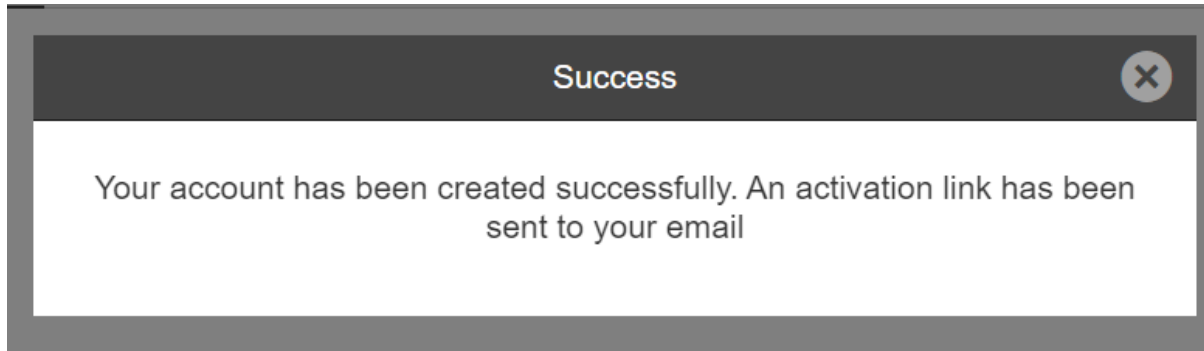 Success
Your account has been created successfully. An activation link has been
sent to your email